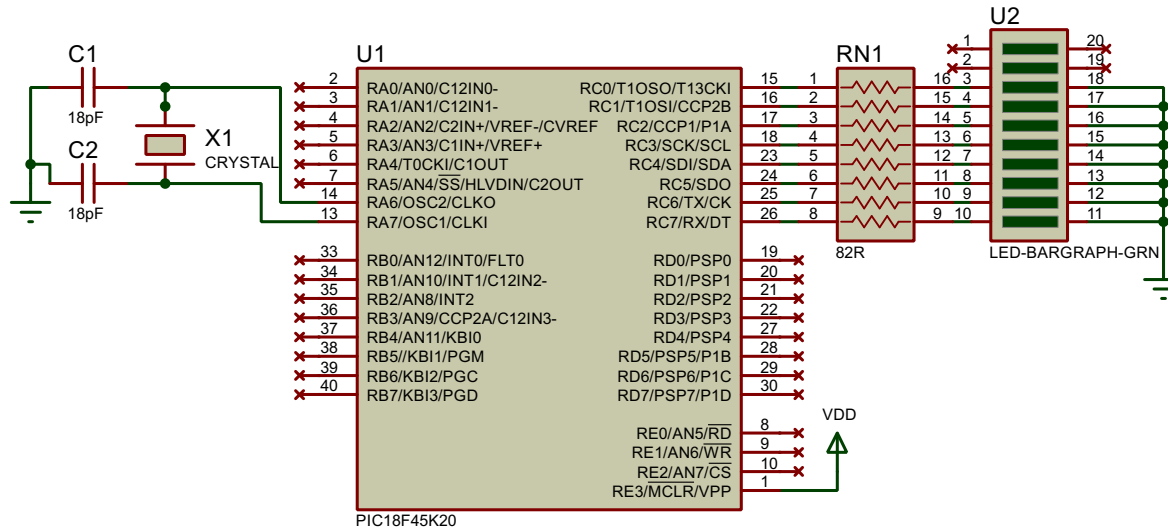 C1
18pF
C2
18pF
X1
CRYSTAL
U1
2 RA0/AN0/C12IN0-
3 RA1/AN1/C12IN1-
4 RA2/AN2/C2IN+/VREF-/CVREF
5 RA3/AN3/C1IN+/VREF+
6 RA4/T0CKI/C1OUT
7 RA5/AN4/SS/HLVDIN/C2OUT
14 RA6/OSC2/CLKO
13 RA7/OSC1/CLKI
33 RB0/AN12/INT0/FLT0
34 RB1/AN10/INT1/C12IN2-
35 RB2/AN8/INT2
36 RB3/AN9/CCP2A/C12IN3-
37 RB4/AN11/KBI0
38 RB5//KBI1/PGM
39 RB6/KBI2/PGC
40 RB7/KBI3/PGD
RC0/T1OSO/T13CKI 15
RC1/T1OSI/CCP2B 16
RC2/CCP1/P1A 17
RC3/SCK/SCL 18
RC4/SDI/SDA 23
RC5/SDO 24
RC6/TX/CK 25
RC7/RX/DT 26
RD0/PSP0 19
RD1/PSP1 20
RD2/PSP2 21
RD3/PSP3 22
RD4/PSP4 27
RD5/PSP5/P1B 28
RD6/PSP6/P1C 29
RD7/PSP7/P1D 30
RE0/AN5/RD 8
RE1/AN6/WR 9
RE2/AN7/CS 10
RE3/MCLR/VPP 1
PIC18F45K20
VDD
RN1
1 16
2 15
3 14
4 13
5 12
6 11
7 10
8 9
82R
U2
1 20
2 19
3 18
4 17
5 16
6 15
7 14
8 13
9 12
10 11
LED-BARGRAPH-GRN